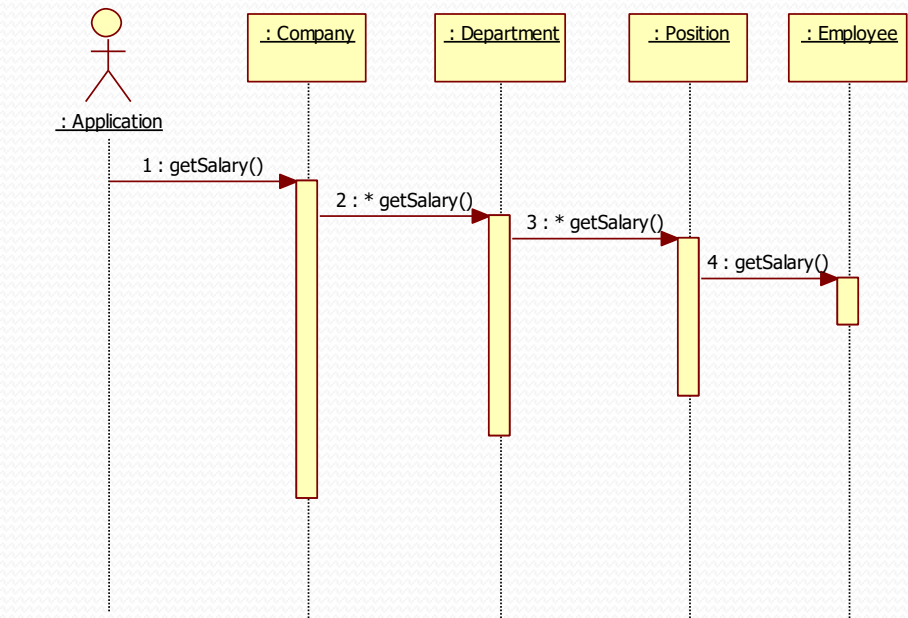 : Company
: Department
: Position
: Employee
: Application
1 : getSalary()
2 : * getSalary()
3 : * getSalary()
4 : getSalary()